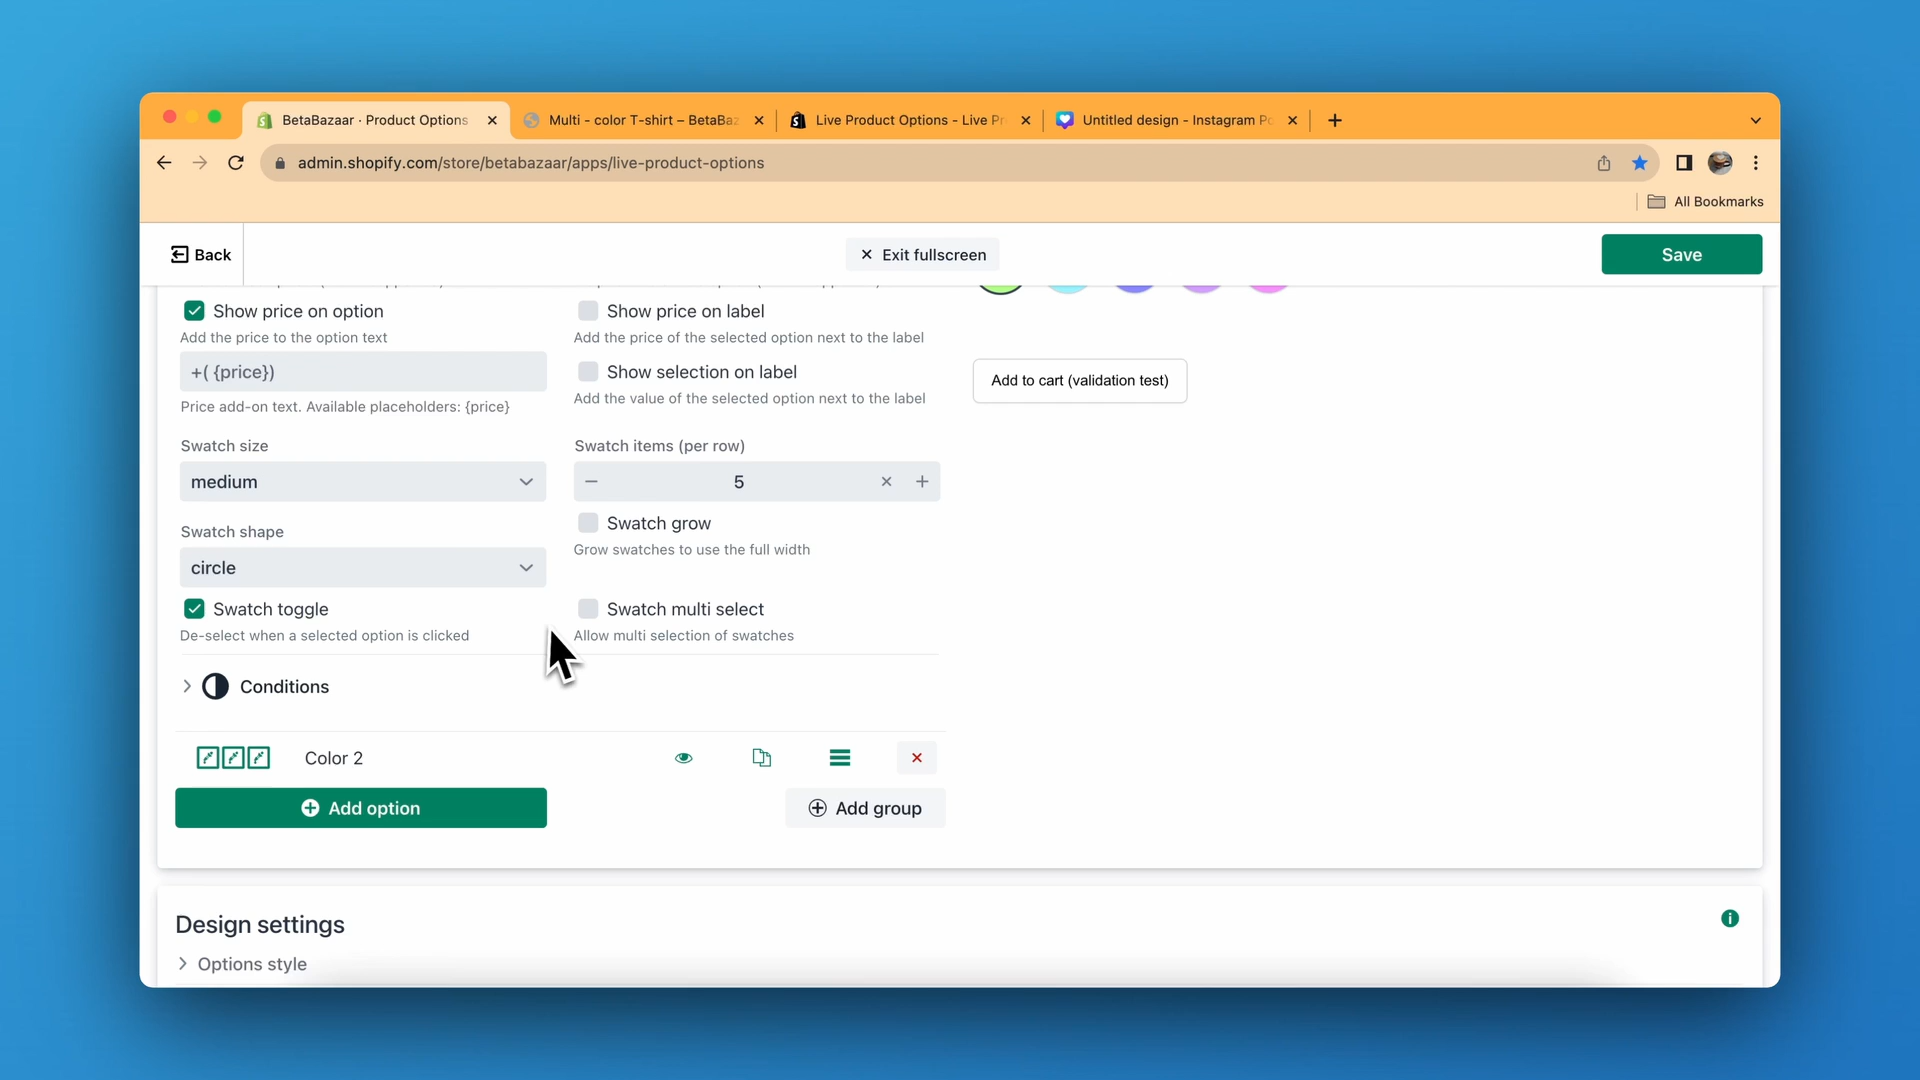 BetaBazaar · Product Options
Multi - color T-shirt – BetaBaz
Live Product Options - Live Pr
Untitled design - Instagram Po
admin.shopify.com/store/betabazaar/apps/live-product-options
All Bookmarks
Back
Exit fullscreen
Save
Show price on option
Show price on label
Add the price to the option text
Add the price of the selected option next to the label
+( {price})
Show selection on label
Add to cart (validation test)
Price add-on text. Available placeholders: {price}
Add the value of the selected option next to the label
Swatch size
Swatch items (per row)
medium
5
Swatch shape
Swatch grow
Grow swatches to use the full width
circle
Swatch toggle
Swatch multi select
De-select when a selected option is clicked
Allow multi selection of swatches
Conditions
Color 2
Add option
Add group
Design settings
Options style